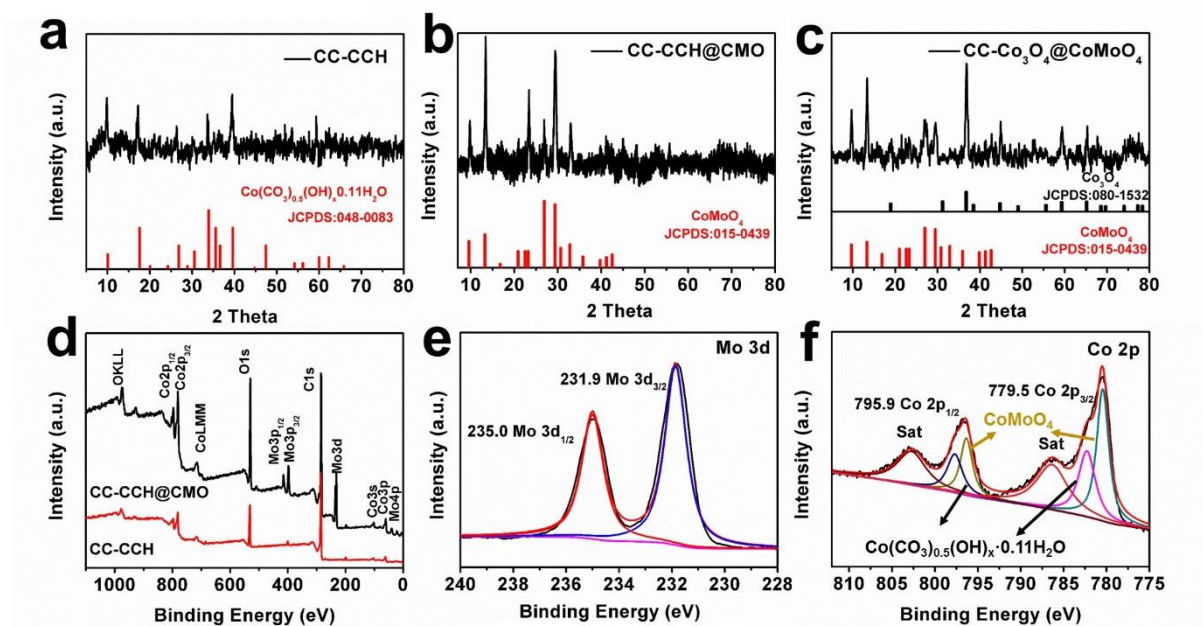 a
CC-CCH
Co(CO₃)₀.₅(OH)ₓ0.11H₂O
JCPDS:048-0083
Intensity (a.u.)
0 10 20 30 40 50 60 70 80
2 Theta
b
CC-CCH@CMO
CoMoO₄
JCPDS:015-0439
Intensity (a.u.)
10 20 30 40 50 60 70 80
2 Theta
c
CC-Co₃O₄@CoMoO₄
Co₃O₄
JCPDS:080-1532
CoMoO₄
JCPDS:015-0439
Intensity (a.u.)
10 20 30 40 50 60 70 80
2 Theta
d
OKLL
Co2p₁/₂
Co2p₃/₂
CoLMM
O1s
Mo3p₁/₂
Mo3p₃/₂
C1s
Mo3d
Co3s
Co3p
Mo4p
CC-CCH@CMO
CC-CCH
Intensity (a.u.)
1000 800 600 400 200 0
Binding Energy (eV)
e
Mo 3d
231.9 Mo 3d₃/₂
235.0 Mo 3d₁/₂
Intensity (a.u.)
240 238 236 234 232 230 228
Binding Energy (eV)
f
Co 2p
779.5 Co 2p₃/₂
795.9 Co 2p₁/₂
CoMoO₄
Sat
Sat
Co(CO₃)₀.₅(OH)ₓ·0.11H₂O
Intensity (a.u.)
810 805 800 795 790 785 780 775
Binding Energy (eV)